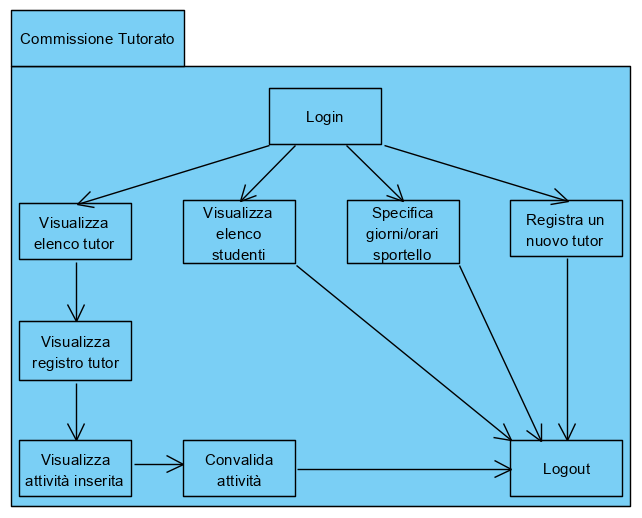 Commissione Tutorato
Login
Visualizza
elenco tutor
Visualizza
elenco
studenti
Specifica
giorni/orari
sportello
Registra un
nuovo tutor
Visualizza
registro tutor
Visualizza
attività inserita
Convalida
attività
Logout